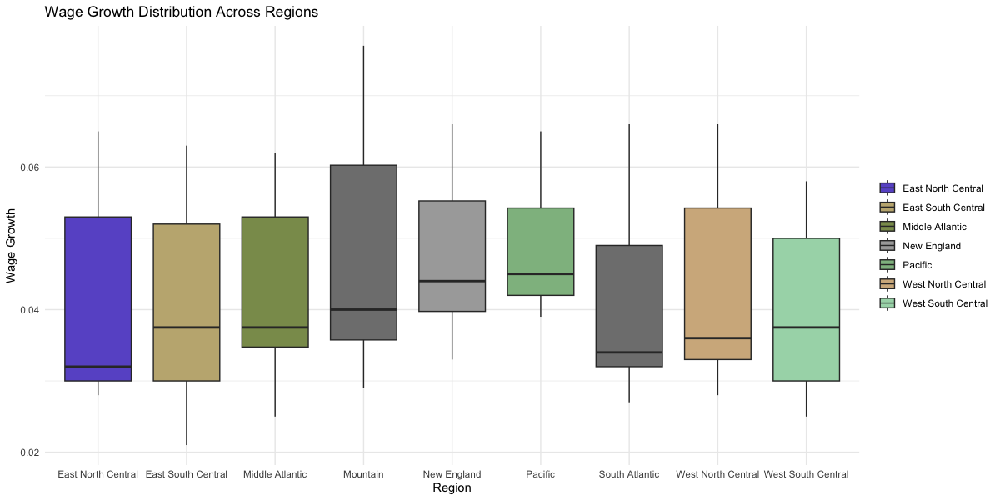 Wage Growth Distribution Across Regions
Wage Growth
0.06
0.04
0.02
East North Central
East South Central
Middle Atlantic
Mountain
New England
Pacific
South Atlantic
West North Central
West South Central
Region
East North Central
East South Central
Middle Atlantic
New England
Pacific
West North Central
West South Central